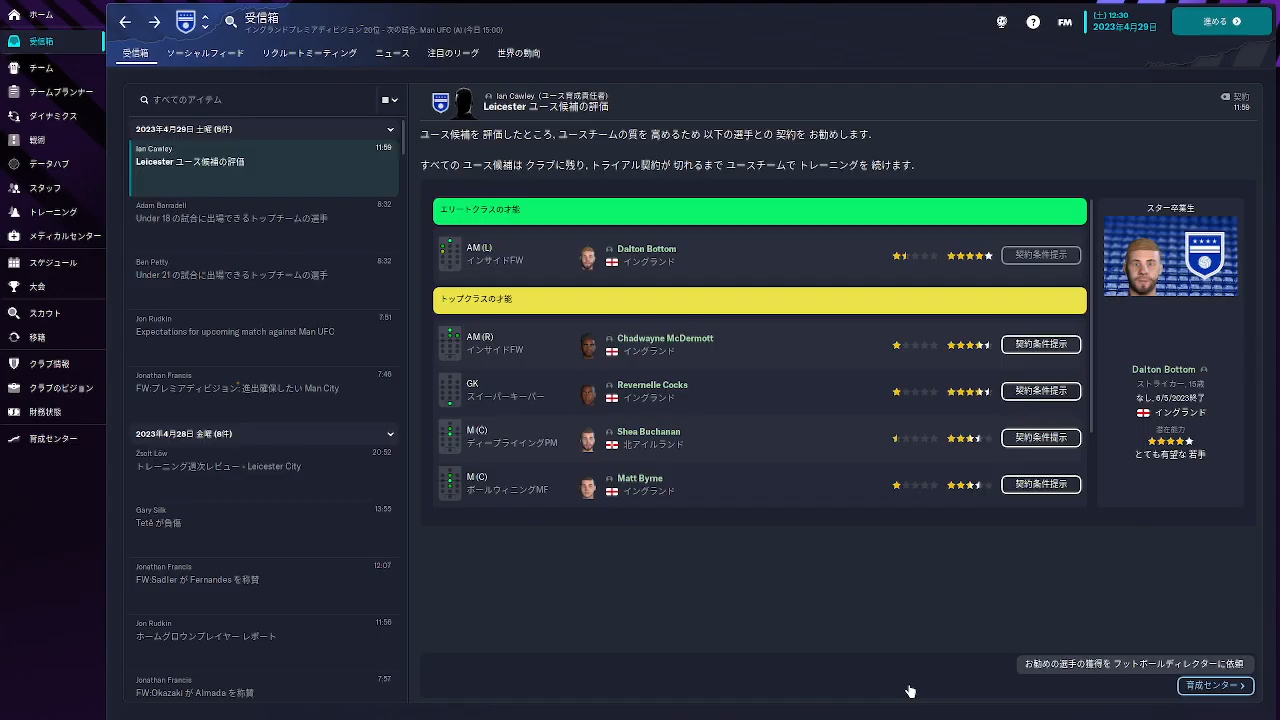 ホーム
受信箱
チーム
チームプランナー
ダイナミクス
戦術
データハブ
スタッフ
トレーニング
メディカルセンター
スケジュール
大会
スカウト
移籍
クラブ情報
クラブのビジョン
財務状態
育成センター
受信箱
イングランドプレミアディビジョン 20位 - 次の試合: Man UFC (A) (今日 15:00)
FM
(土) 12:30
2023年4月29日
進める
受信箱
ソーシャルフィード
リクルートミーティング
ニュース
注目のリーグ
世界の動向
すべてのアイテム
2023年4月29日 土曜 (5件)
Ian Cawley 11:59
Leicester ユース候補の評価
Adam Barradell 8:32
Under 18 の試合に出場できるトップチームの選手
Ben Petty 8:32
Under 21 の試合に出場できるトップチームの選手
Jon Rudkin 7:51
Expectations for upcoming match against Man UFC
Jonathan Francis 7:46
FW:プレミアディビジョン進出確保したい Man City
2023年4月28日 金曜 (8件)
Zsolt Löw 20:52
トレーニング週次レビュー - Leicester City
Gary Silk 13:55
Tetê が負傷
Jonathan Francis 12:07
FW:Sadler が Fernandes を称賛
Jon Rudkin 11:56
ホームグロウンプレイヤー レポート
Jonathan Francis 7:57
FW:Okazaki が Almada を称賛
Ian Cawley (ユース育成責任者)
Leicester ユース候補の評価
契約
11:59
ユース候補を 評価したところ、ユースチームの質を 高めるため 以下の選手との 契約を お勧めします.
すべての ユース候補は クラブに残り、トライアル契約が 切れるまで ユースチームで トレーニングを 続けます.
エリートクラスの才能
AM (L)
インサイドFW
Dalton Bottom
イングランド
契約条件提示
トップクラスの才能
AM (R)
インサイドFW
Chadwayne McDermott
イングランド
契約条件提示
GK
スイーパーキーパー
Revernelle Cocks
イングランド
契約条件提示
M (C)
ディープライイングPM
Shea Buchanan
北アイルランド
契約条件提示
M (C)
ボールウィニングMF
Matt Byrne
イングランド
契約条件提示
スター卒業生
Dalton Bottom
ストライカー, 15歳
なし, 6/5/2023終了
イングランド
潜在能力
とても有望な 若手
お勧めの選手の獲得を フットボールディレクターに依頼
育成センター